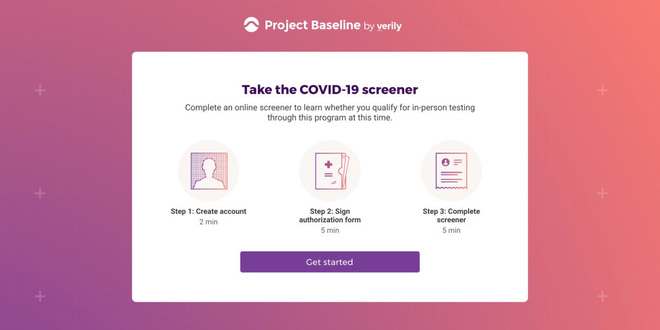 Project Baseline by verily
Take the COVID-19 screener
Complete an online screener to learn whether you qualify for in-person testing
through this program at this time.
Step 1: Create account
2 min
Step 2: Sign
authorization form
5 min
Step 3: Complete
screener
5 min
Get started